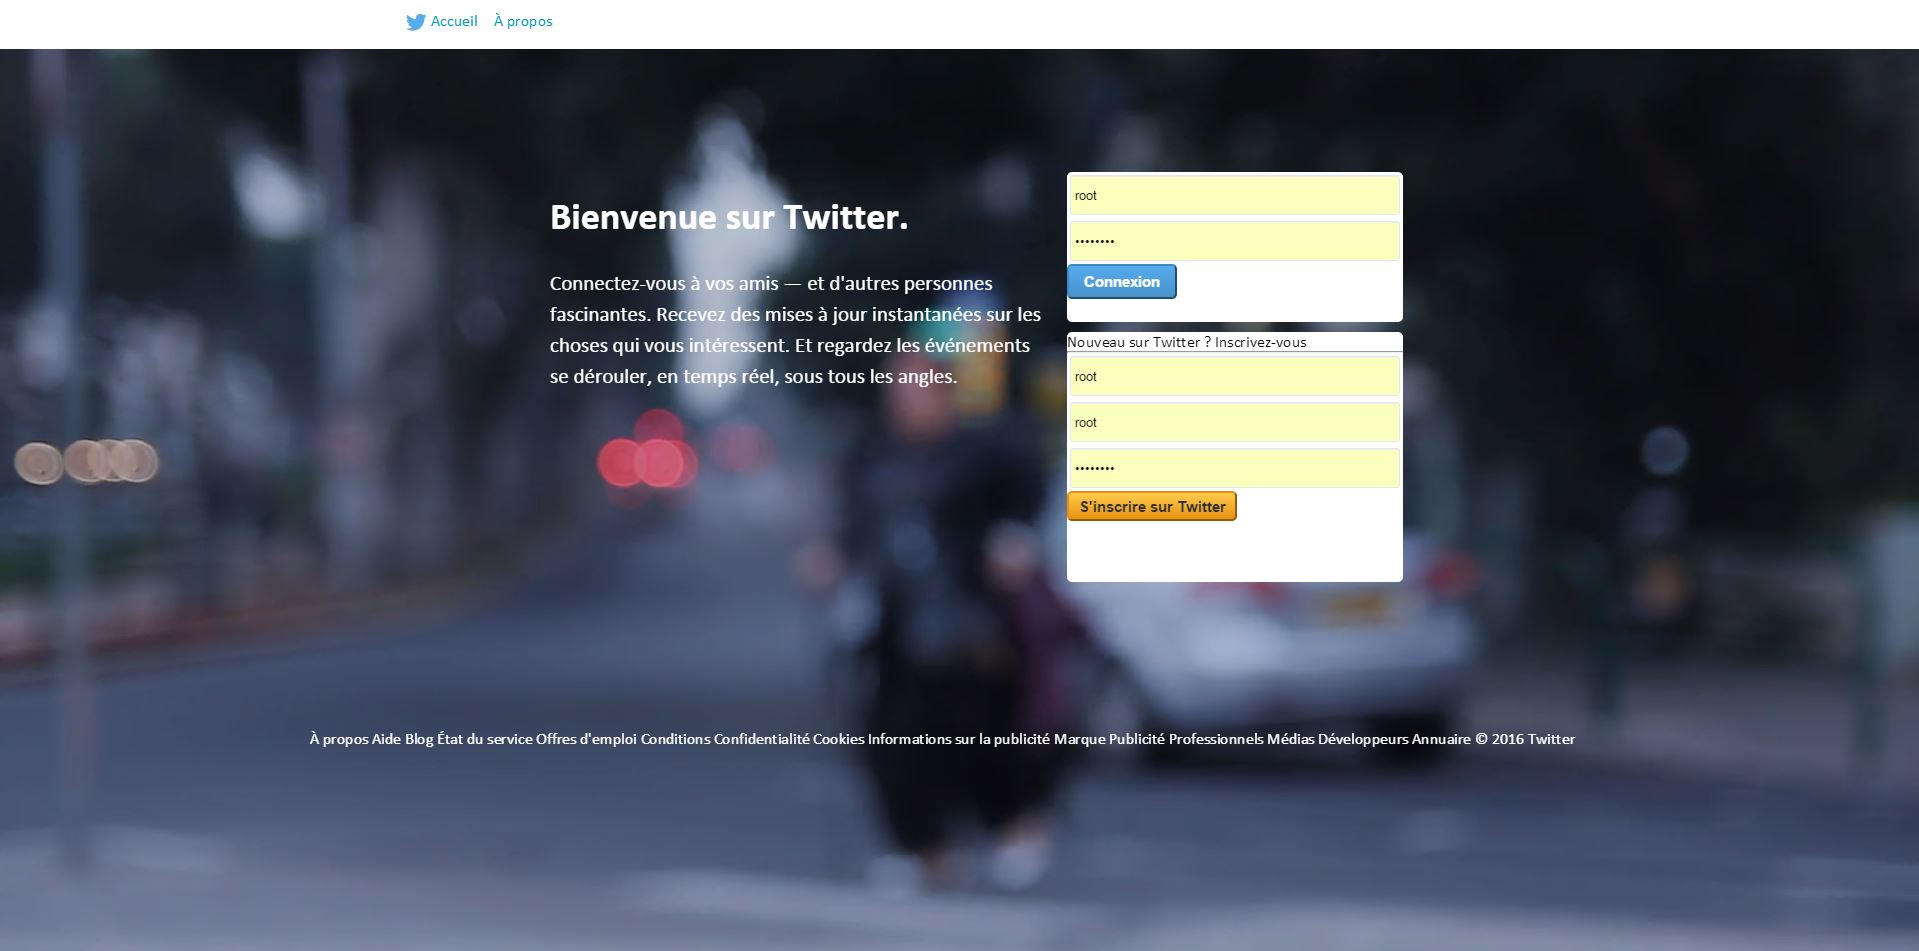 Accueil À propos
Bienvenue sur Twitter.
Connectez-vous à vos amis — et d'autres personnes
fascinantes. Recevez des mises à jour instantanées sur les
choses qui vous intéressent. Et regardez les événements
se dérouler, en temps réel, sous tous les angles.
root
••••••••
Connexion
Nouveau sur Twitter ? Inscrivez-vous
root
root
••••••••
S'inscrire sur Twitter
À propos Aide Blog État du service Offres d'emploi Conditions Confidentialité Cookies Informations sur la publicité Marque Publicité Professionnels Médias Développeurs Annuaire © 2016 Twitter